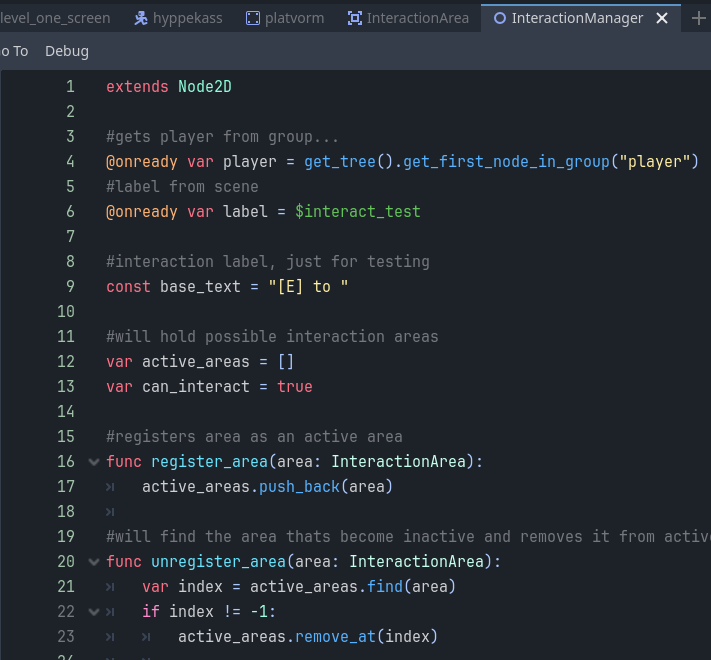 level_one_screen hyppekass platvorm InteractionArea InteractionManager
o To Debug
1 extends Node2D
2
3 #gets player from group...
4 @onready var player = get_tree().get_first_node_in_group("player")
5 #label from scene
6 @onready var label = $interact_test
7
8 #interaction label, just for testing
9 const base_text = "[E] to "
10
11 #will hold possible interaction areas
12 var active_areas = []
13 var can_interact = true
14
15 #registers area as an active area
16 func register_area(area: InteractionArea):
17 active_areas.push_back(area)
18
19 #will find the area thats become inactive and removes it from activ
20 func unregister_area(area: InteractionArea):
21 var index = active_areas.find(area)
22 if index != -1:
23 active_areas.remove_at(index)